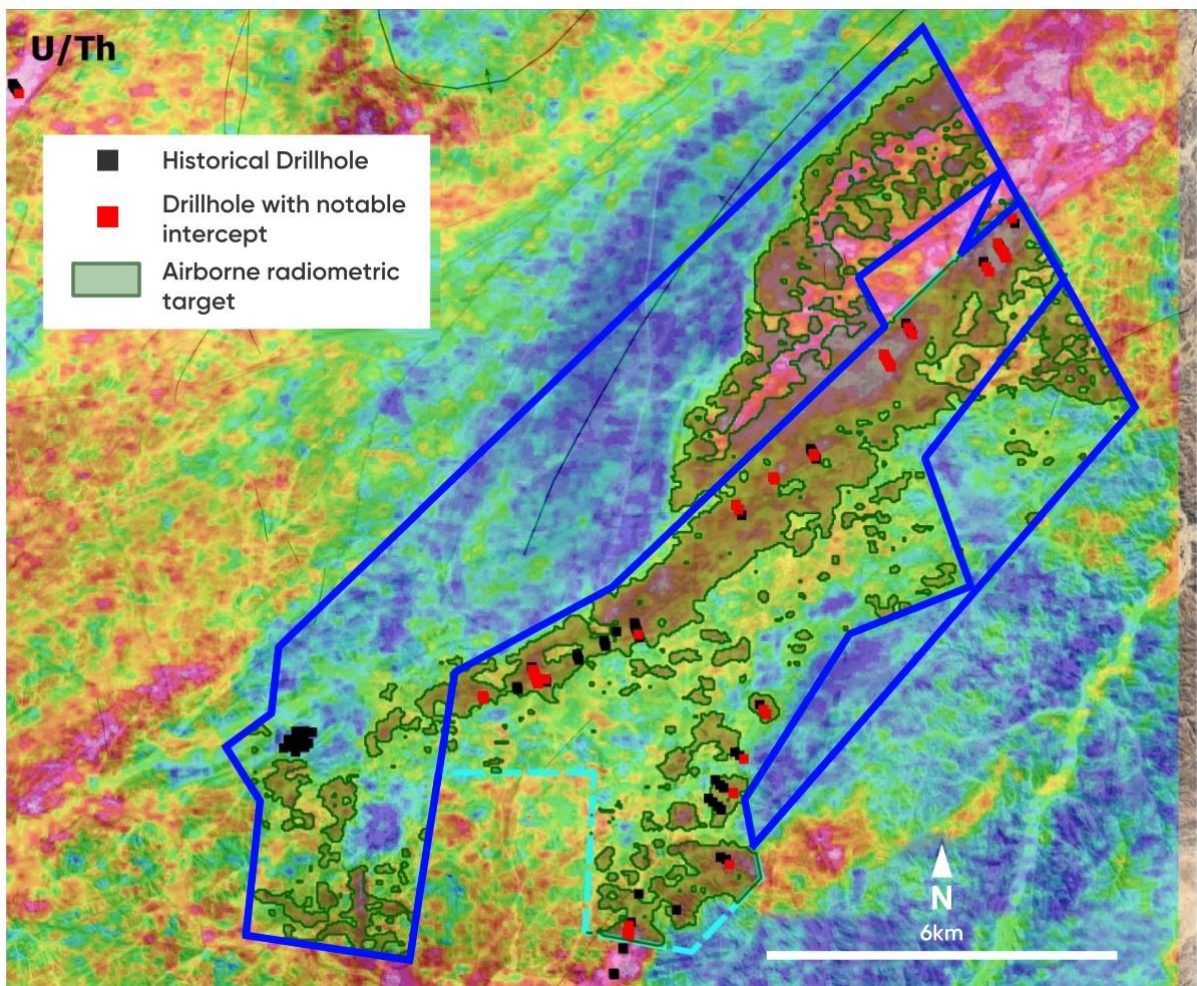 U/Th
Historical Drillhole
Drillhole with notable
intercept
Airborne radiometric
target
N
6km